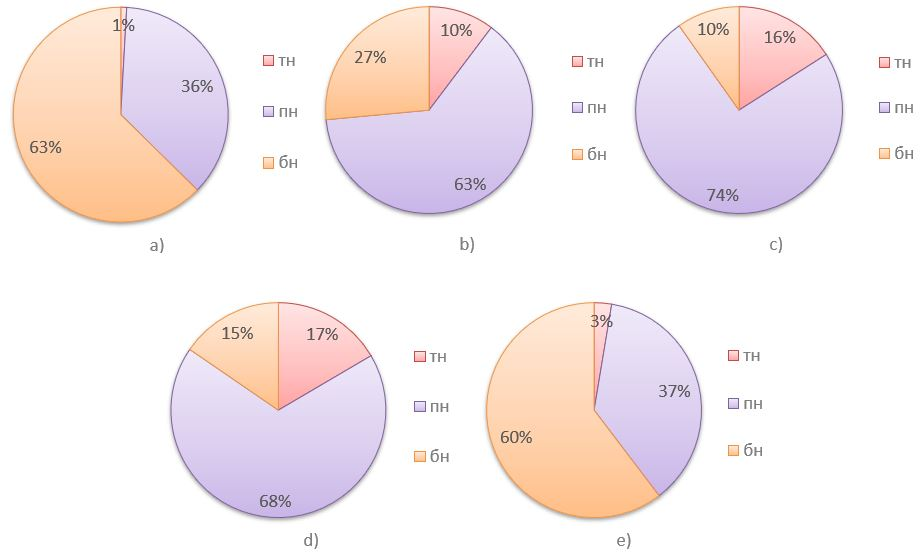 1%
36%
63%
тн
пн
бн
a)
10%
27%
63%
тн
пн
бн
b)
10%
16%
74%
тн
пн
бн
c)
15%
17%
68%
тн
пн
бн
d)
3%
37%
60%
тн
пн
бн
e)